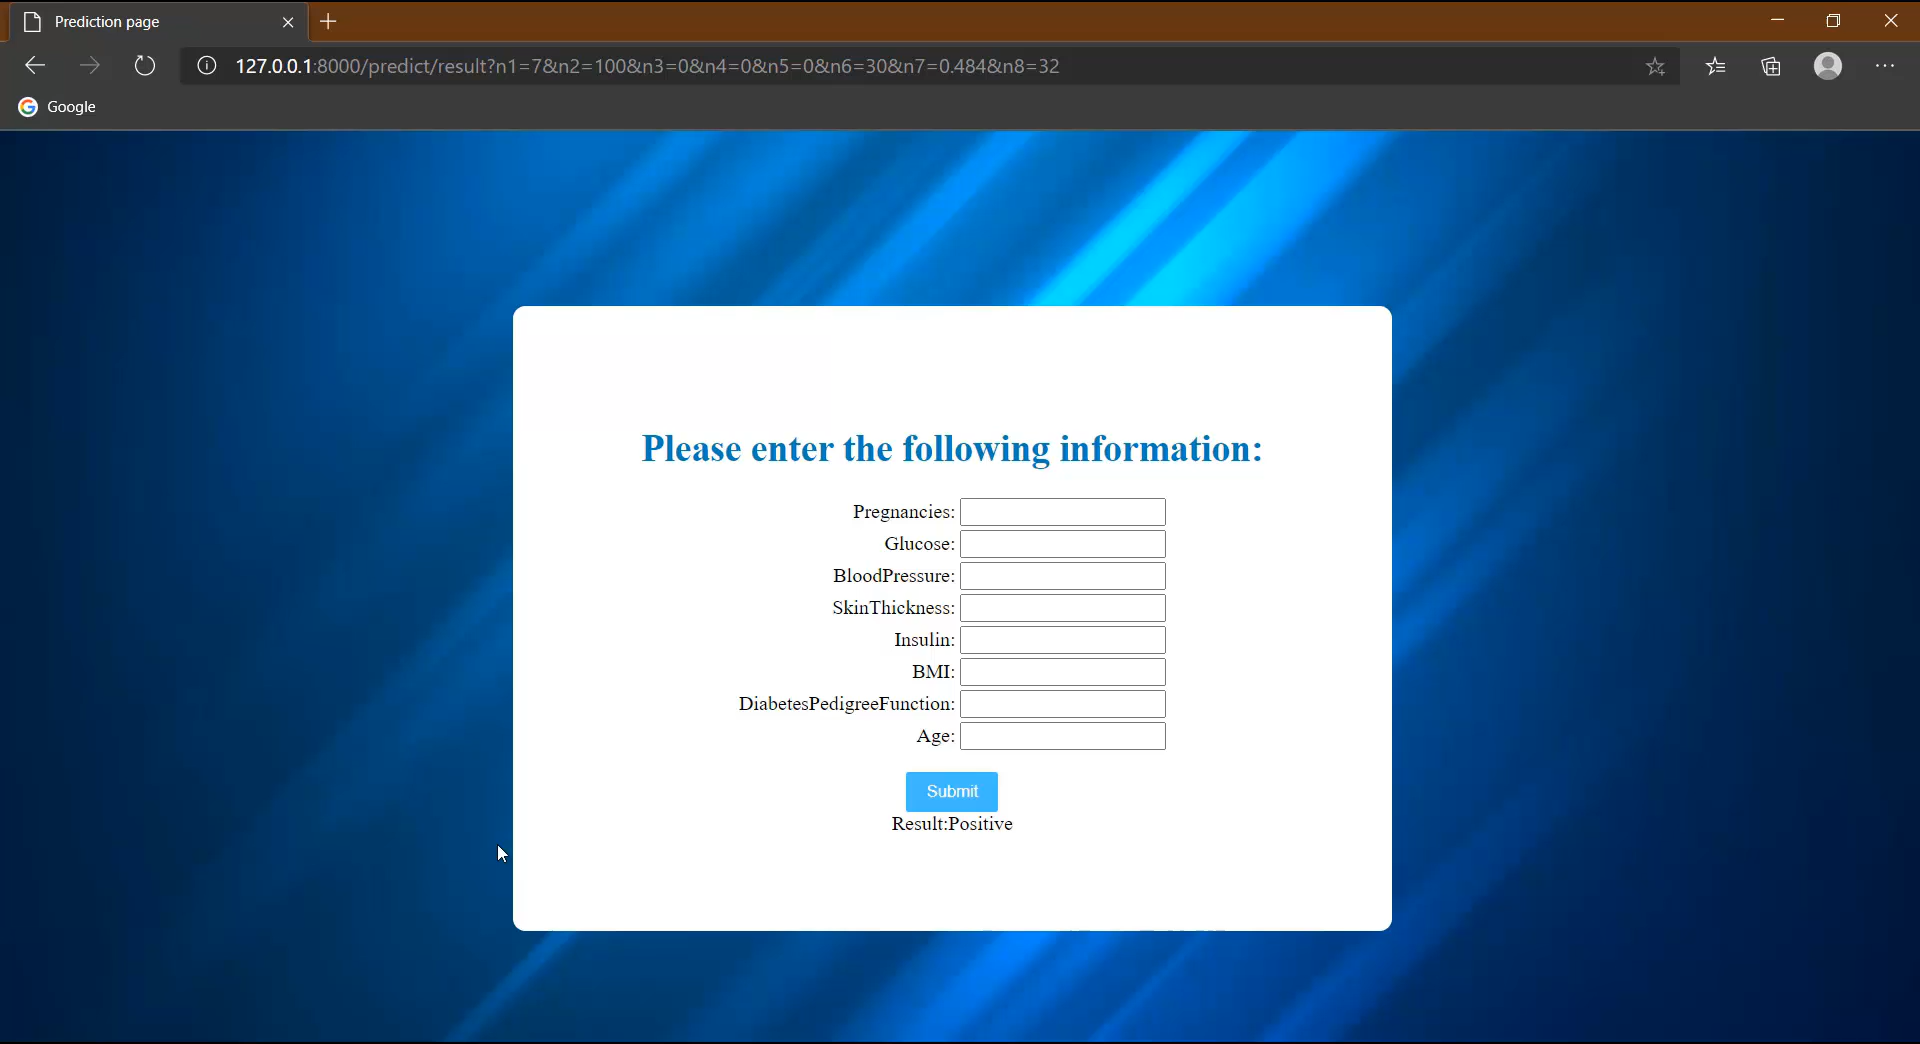 Prediction page
127.0.0.1:8000/predict/result?n1=7&n2=100&n3=0&n4=0&n5=0&n6=30&n7=0.484&n8=32
Google
Please enter the following information:
Pregnancies:
Glucose:
BloodPressure:
SkinThickness:
Insulin:
BMI:
DiabetesPedigreeFunction:
Age:
Submit
Result:Positive